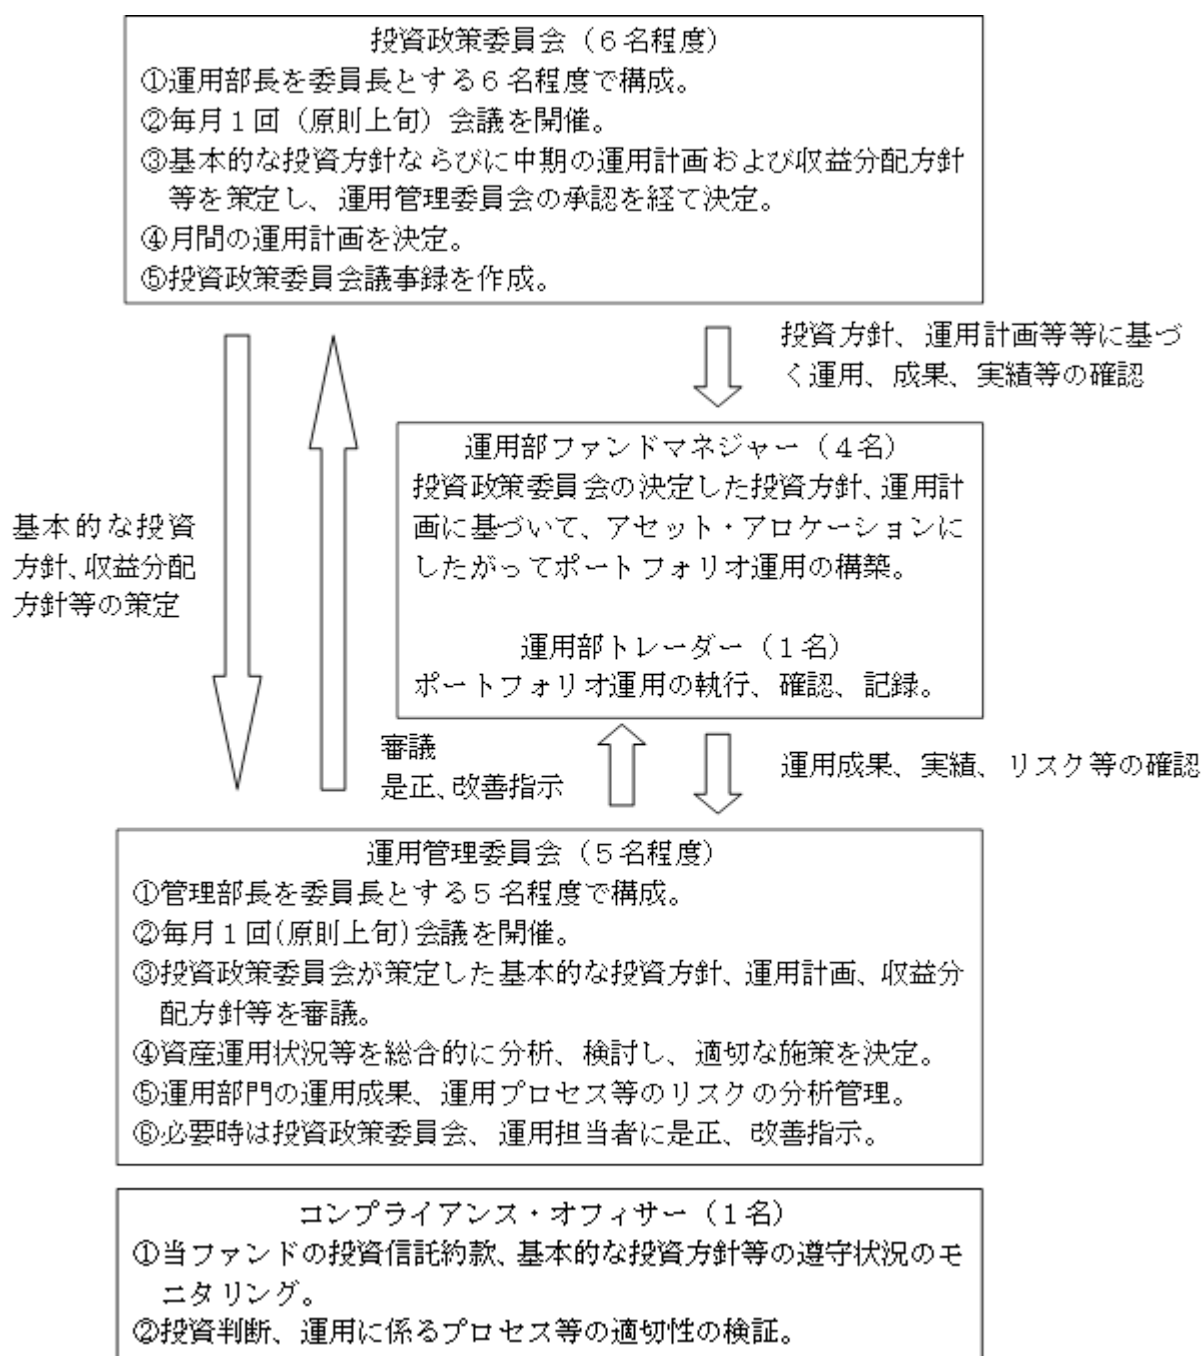 投資政策委員会（６名程度）
①運用部長を委員長とする６名程度で構成。
②毎月１回（原則上旬）会議を開催。
③基本的な投資方針ならびに中期の運用計画および収益分配方針
等を策定し、運用管理委員会の承認を経て決定。
④月間の運用計画を決定。
⑤投資政策委員会議事録を作成。
投資方針、運用計画等等に基づ
く運用、成果、実績等の確認
基本的な投資
方針、収益分配
方針等の策定
運用部ファンドマネジャー（４名）
投資政策委員会の決定した投資方針、運用計
画に基づいて、アセット・アロケーションに
したがってポートフォリオ運用の構築。
運用部トレーダー（１名）
ポートフォリオ運用の執行、確認、記録。
審議
是正、改善指示
運用成果、実績、リスク等の確認
運用管理委員会（５名程度）
①管理部長を委員長とする５名程度で構成。
②毎月１回(原則上旬)会議を開催。
③投資政策委員会が策定した基本的な投資方針、運用計画、収益分
配方針等を審議。
④資産運用状況等を総合的に分析、検討し、適切な施策を決定。
⑤運用部門の運用成果、運用プロセス等のリスクの分析管理。
⑥必要時は投資政策委員会、運用担当者に是正、改善指示。
コンプライアンス・オフィサー（１名）
①当ファンドの投資信託約款、基本的な投資方針等の遵守状況のモ
ニタリング。
②投資判断、運用に係るプロセス等の適切性の検証。